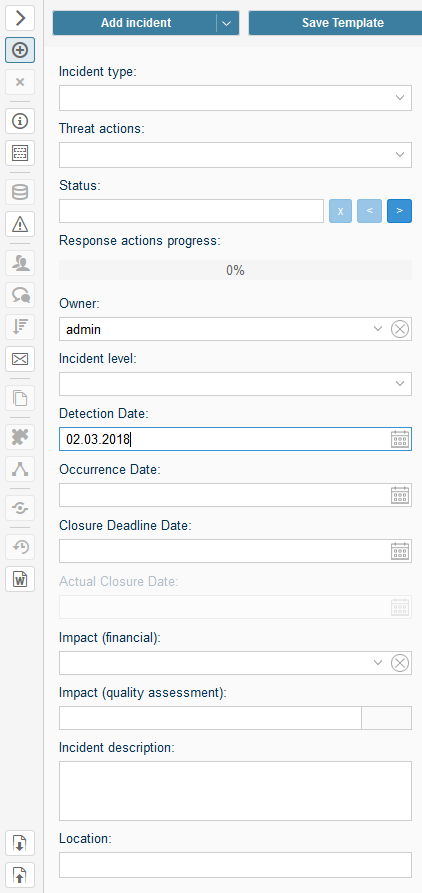 Add incident
Save Template
Incident type:
Threat actions:
Status:
x
<
>
Response actions progress:
0%
Owner:
admin
Incident level:
Detection Date:
02.03.2018
Occurrence Date:
Closure Deadline Date:
Actual Closure Date:
Impact (financial):
Impact (quality assessment):
Incident description:
Location: